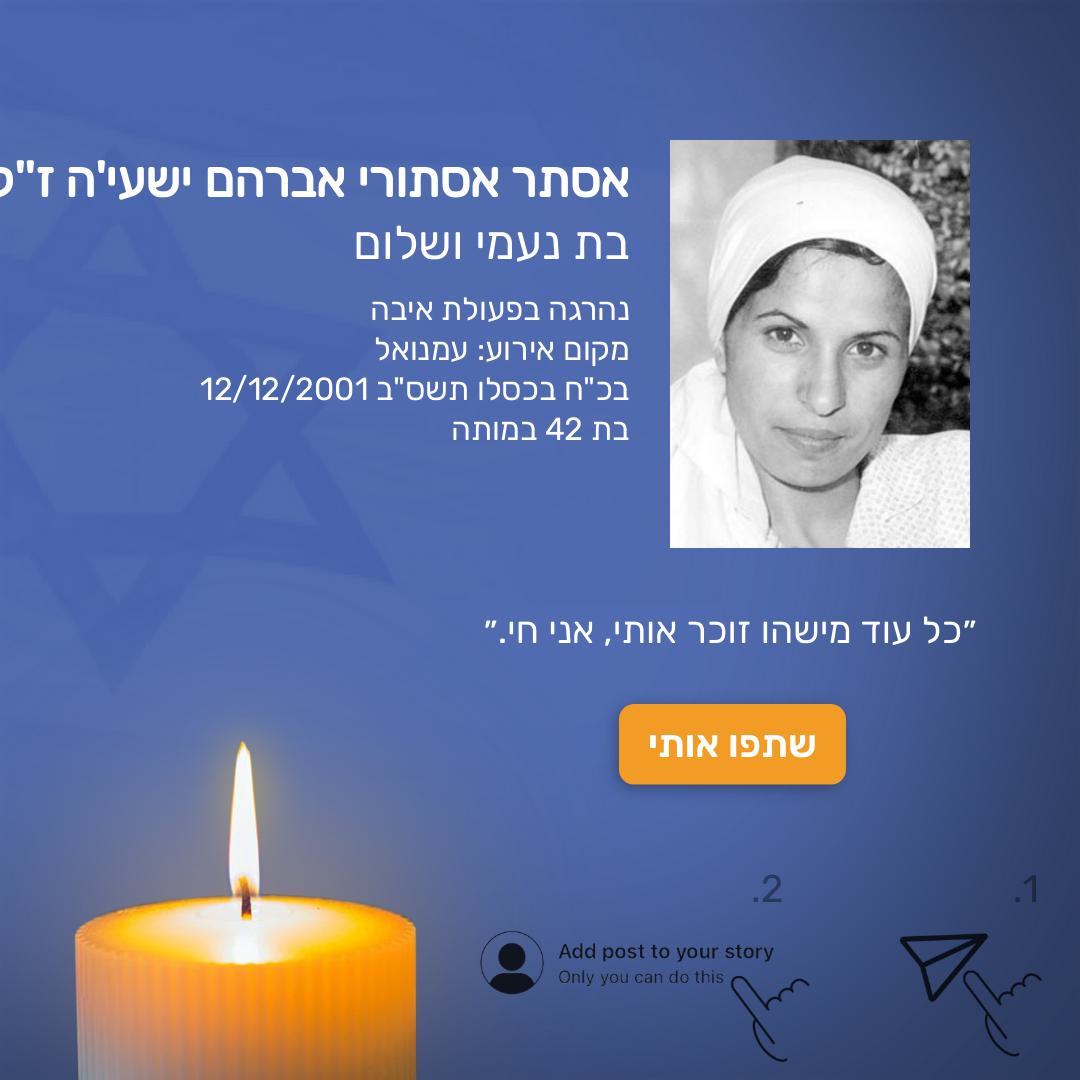 אסתר אסתורי אברהם ישעי'ה ז"ל
בת נעמי ושלום
נהרגה בפעולת איבה
מקום אירוע: עמנואל
בכ"ח בכסלו תשס"ב 12/12/2001
בת 42 במותה
״כל עוד מישהו זוכר אותי, אני חי.״
שתפו אותי
1.
2.
Add post to your story
Only you can do this